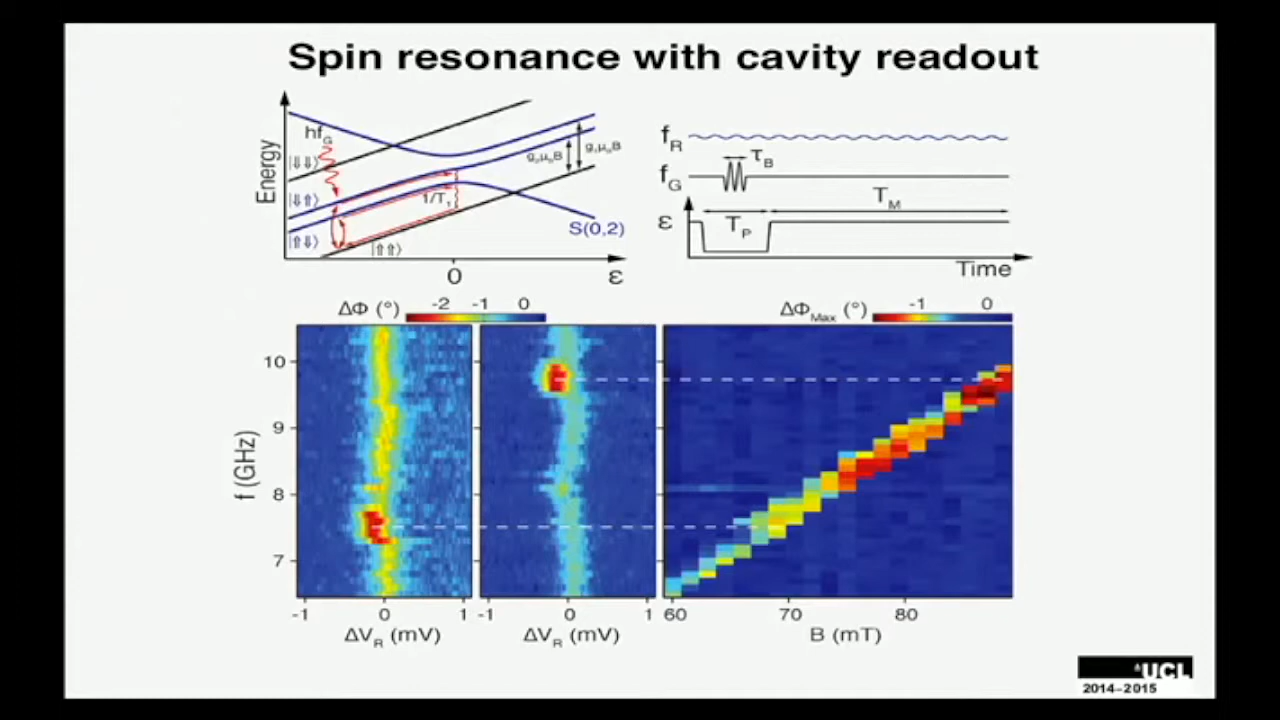 Spin resonance with cavity readout
Energy
hf_G
|⇓⇓⟩
|⇓⇑⟩
|⇑⇓⟩
|⇑⇑⟩
1/T_1
S(0,2)
0
ε
f_R
f_G
τ_B
ε
T_P
T_M
Time
ΔΦ (°) -2 -1 0
ΔΦ_Max (°) -1 0
f (GHz)
10
9
8
7
-1 0 1
ΔV_R (mV)
-1 0 1
ΔV_R (mV)
60 70 80
B (mT)
UCL
2014–2015